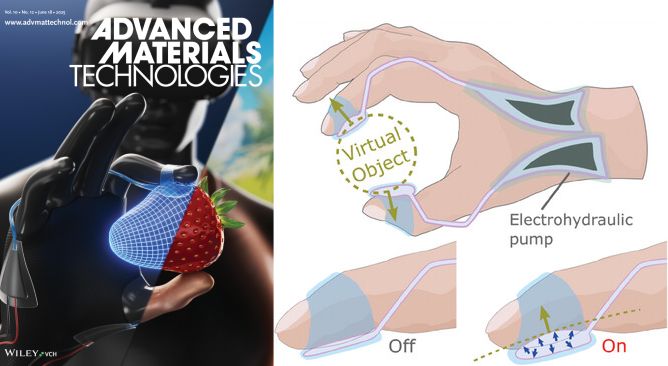 Vol. 10 • No. 12 • June 18 • 2025
www.advmattechnol.com
ADVANCED
MATERIALS
TECHNOLOGIES
Virtual
Object
Electrohydraulic
pump
Off
On
WILEY-VCH